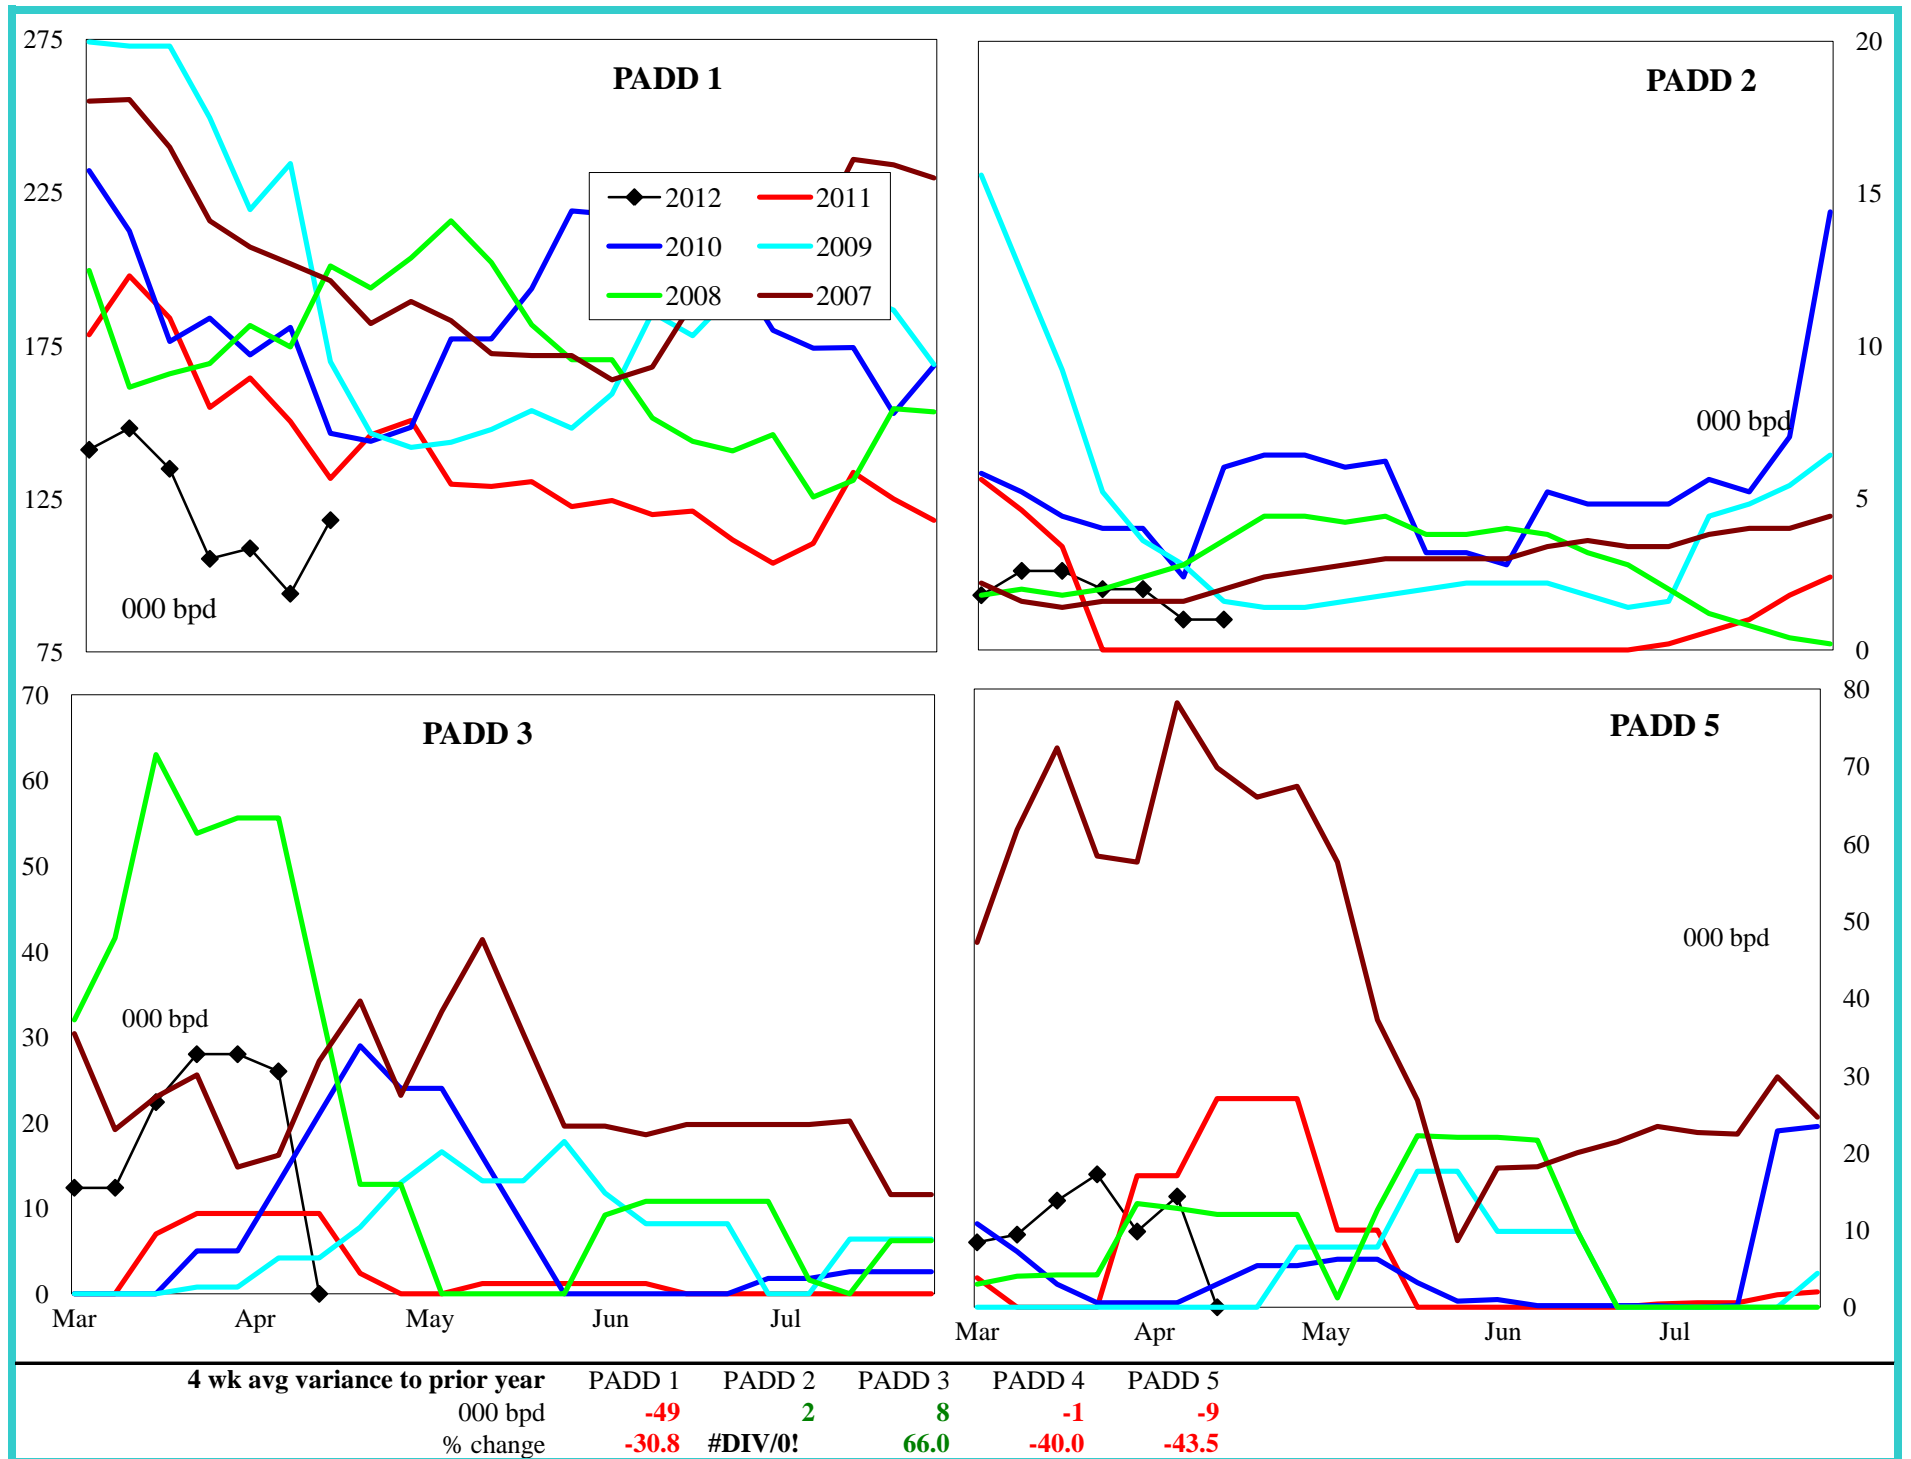 PADD 1
275
225
175
125
75
000 bpd
2012 2011
2010 2009
2008 2007
PADD 2
20
15
10
5
0
000 bpd
PADD 3
70
60
50
40
30
20
10
0
000 bpd
Mar Apr May Jun Jul
PADD 5
80
70
60
50
40
30
20
10
0
000 bpd
Mar Apr May Jun Jul
4 wk avg variance to prior year PADD 1 PADD 2 PADD 3 PADD 4 PADD 5
000 bpd -49 2 8 -1 -9
% change -30.8 #DIV/0! 66.0 -40.0 -43.5